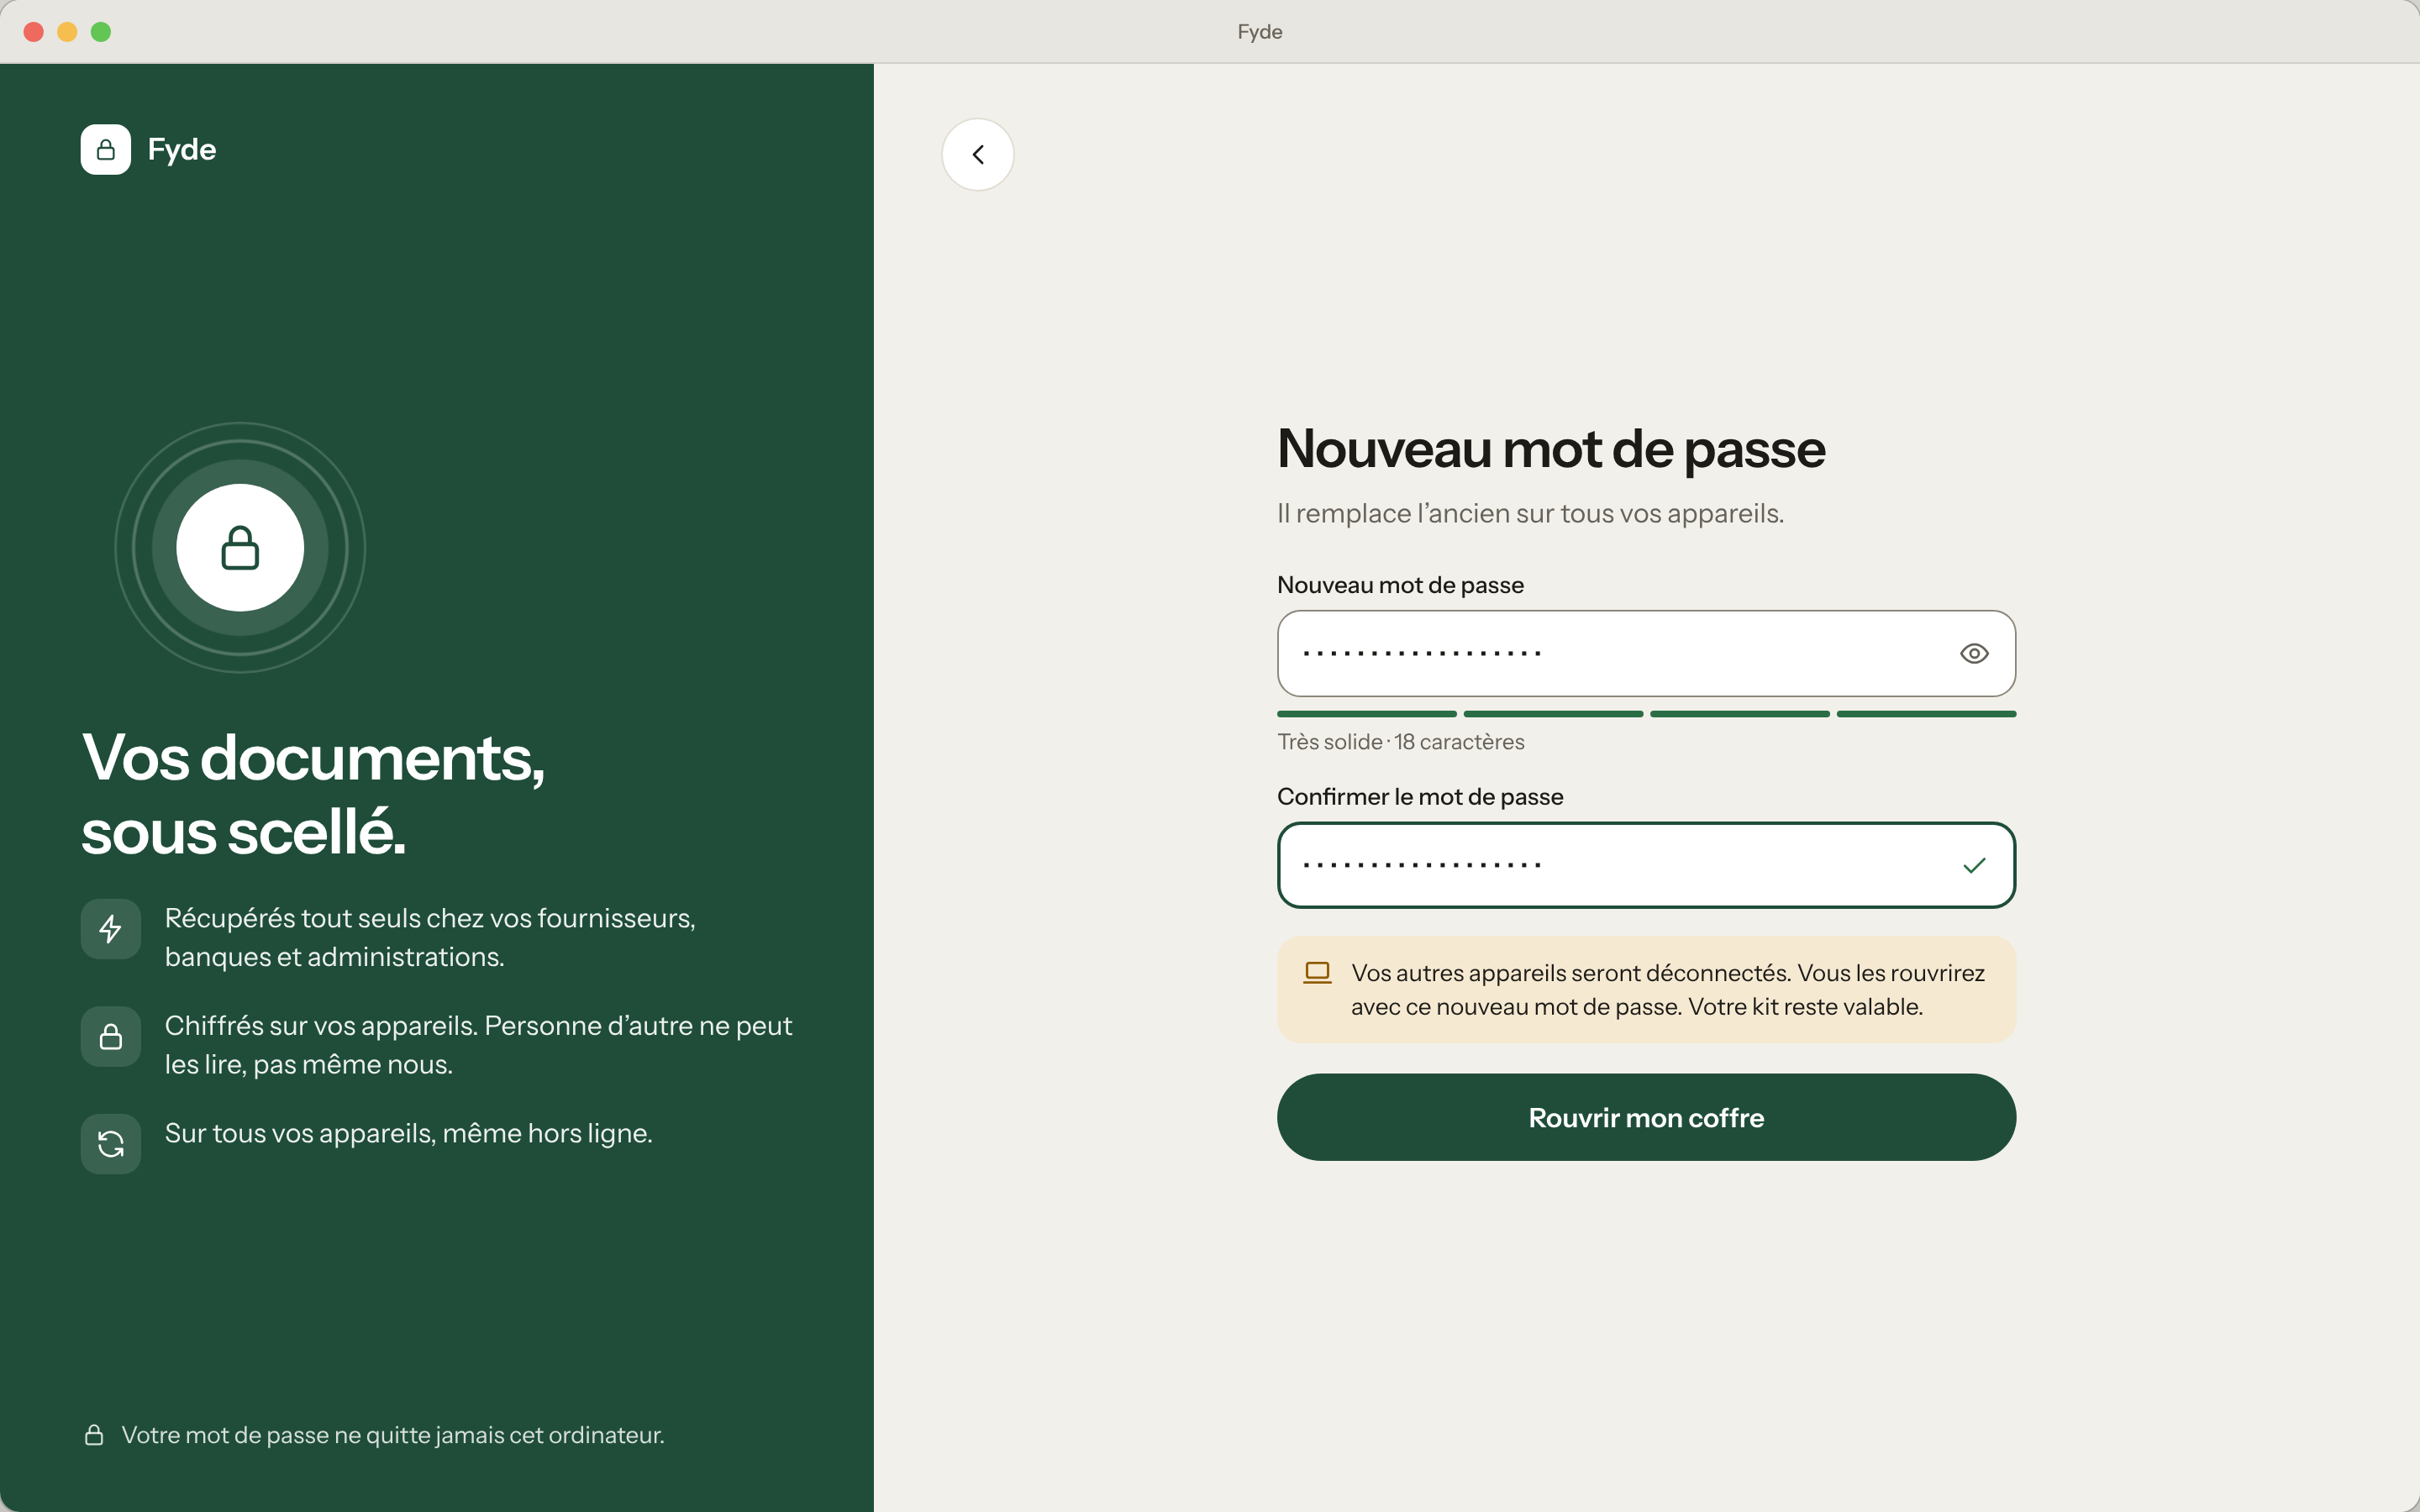 Fyde
Fyde
Vos documents,
sous scellé.
Récupérés tout seuls chez vos fournisseurs,
banques et administrations.
Chiffrés sur vos appareils. Personne d’autre ne peut
les lire, pas même nous.
Sur tous vos appareils, même hors ligne.
Votre mot de passe ne quitte jamais cet ordinateur.
Nouveau mot de passe
Il remplace l’ancien sur tous vos appareils.
Nouveau mot de passe
Très solide · 18 caractères
Confirmer le mot de passe
Vos autres appareils seront déconnectés. Vous les rouvrirez
avec ce nouveau mot de passe. Votre kit reste valable.
Rouvrir mon coffre